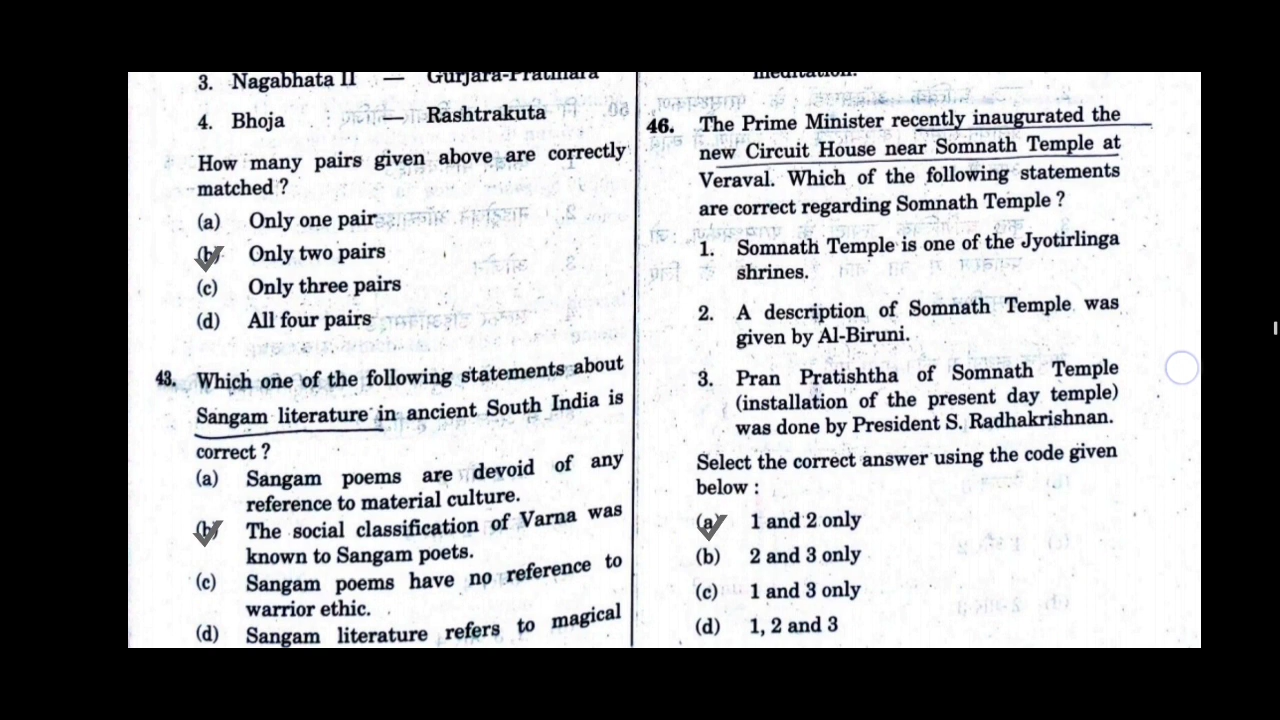 3. Nagabhata II — Gurjara-Pratihara
4. Bhoja — Rashtrakuta
How many pairs given above are correctly
matched ?
(a) Only one pair
(b) Only two pairs
(c) Only three pairs
(d) All four pairs
43. Which one of the following statements about
Sangam literature in ancient South India is
correct ?
(a) Sangam poems are devoid of any
reference to material culture.
(b) The social classification of Varna was
known to Sangam poets.
(c) Sangam poems have no reference to
warrior ethic.
(d) Sangam literature refers to magical
meditation.
46. The Prime Minister recently inaugurated the
new Circuit House near Somnath Temple at
Veraval. Which of the following statements
are correct regarding Somnath Temple ?
1. Somnath Temple is one of the Jyotirlinga
shrines.
2. A description of Somnath Temple was
given by Al-Biruni.
3. Pran Pratishtha of Somnath Temple
(installation of the present day temple)
was done by President S. Radhakrishnan.
Select the correct answer using the code given
below :
(a) 1 and 2 only
(b) 2 and 3 only
(c) 1 and 3 only
(d) 1, 2 and 3